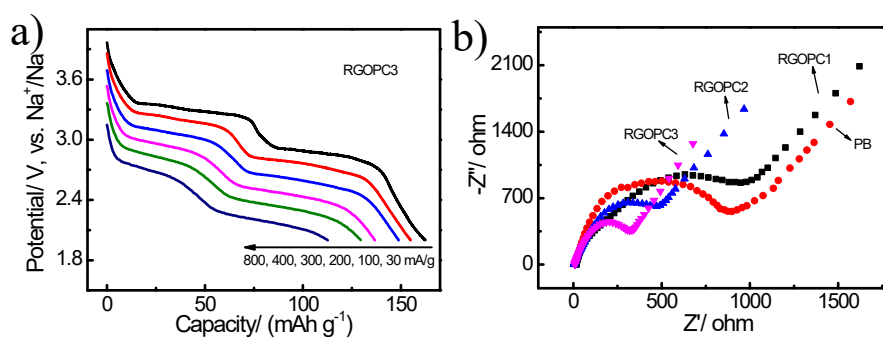 a)
RGOPC3
Potential/ V, vs. Na⁺/Na
3.6
3.0
2.4
1.8
800, 400, 300, 200, 100, 30 mA/g
0 50 100 150
Capacity/ (mAh g⁻¹)
b)
RGOPC1
RGOPC2
RGOPC3
PB
-Z''/ ohm
2100
1400
700
0
0 500 1000 1500
Z'/ ohm